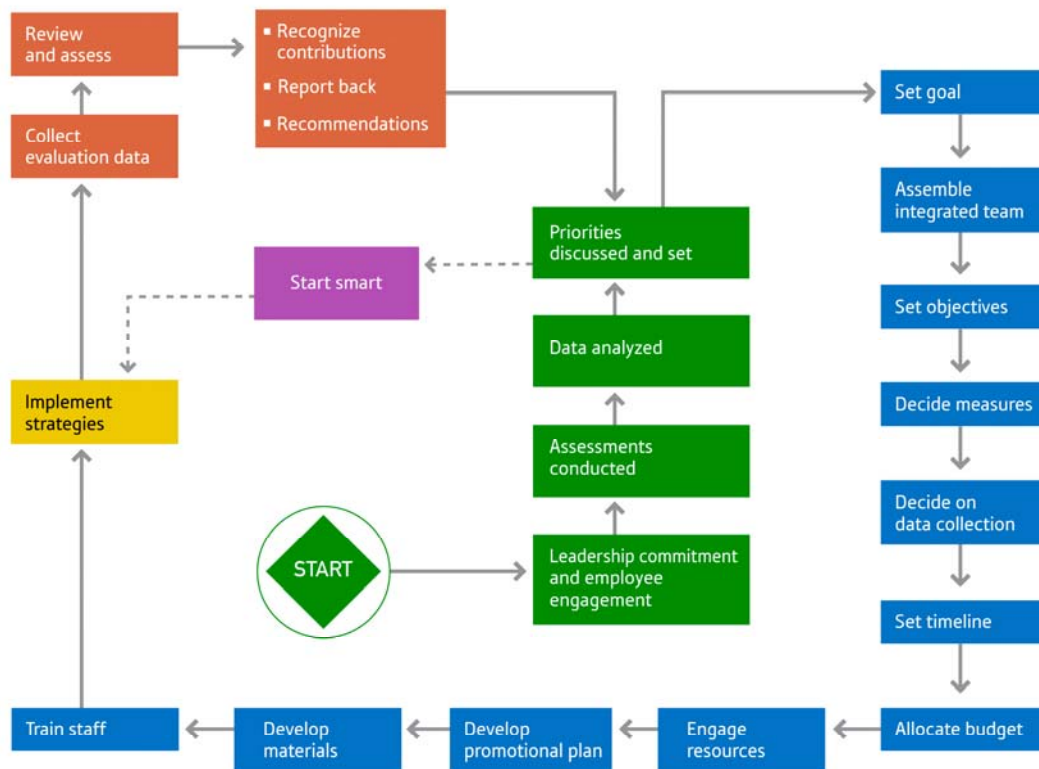 Review
and assess
▪ Recognize
contributions
▪ Report back
▪ Recommendations
Set goal
Collect
evaluation data
Assemble
integrated team
Priorities
discussed and set
Start smart
Set objectives
Data analyzed
Implement
strategies
Decide measures
Assessments
conducted
Decide on
data collection
START
Leadership commitment
and employee
engagement
Set timeline
Train staff
Develop
materials
Develop
promotional plan
Engage
resources
Allocate budget